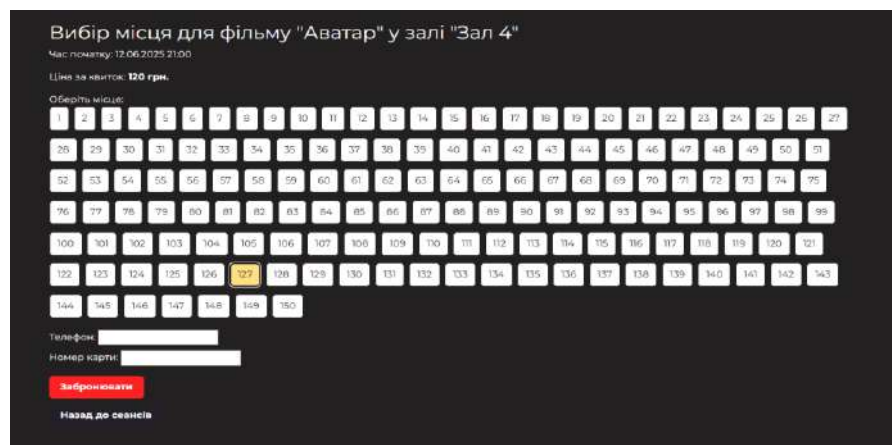 Вибір місця для фільму "Аватар" у залі "Зал 4"
Час початку: 12.06.2025 21:00
Ціна за квиток: 120 грн.
Оберіть місце:
1 2 3 4 5 6 7 8 9 10 11 12 13 14 15 16 17 18 19 20 21 22 23 24 25 26 27
28 29 30 31 32 33 34 35 36 37 38 39 40 41 42 43 44 45 46 47 48 49 50 51
52 53 54 55 56 57 58 59 60 61 62 63 64 65 66 67 68 69 70 71 72 73 74 75
76 77 78 79 80 81 82 83 84 85 86 87 88 89 90 91 92 93 94 95 96 97 98 99
100 101 102 103 104 105 106 107 108 109 110 111 112 113 114 115 116 117 118 119 120 121
122 123 124 125 126 127 128 129 130 131 132 133 134 135 136 137 138 139 140 141 142 143
144 145 146 147 148 149 150
Телефон:
Номер карти:
Забронювати
Назад до сеансів